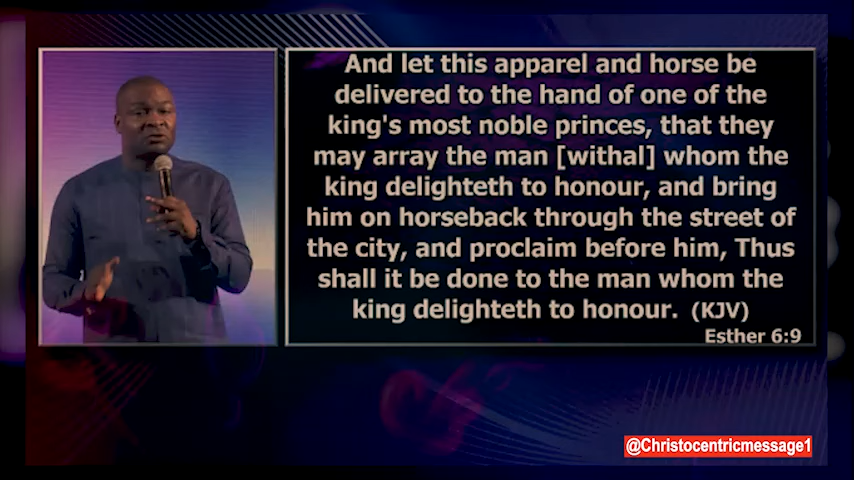 And let this apparel and horse be
delivered to the hand of one of the
king's most noble princes, that they
may array the man [withal] whom the
king delighteth to honour, and bring
him on horseback through the street of
the city, and proclaim before him, Thus
shall it be done to the man whom the
king delighteth to honour. (KJV)
Esther 6:9
@Christocentricmessage1